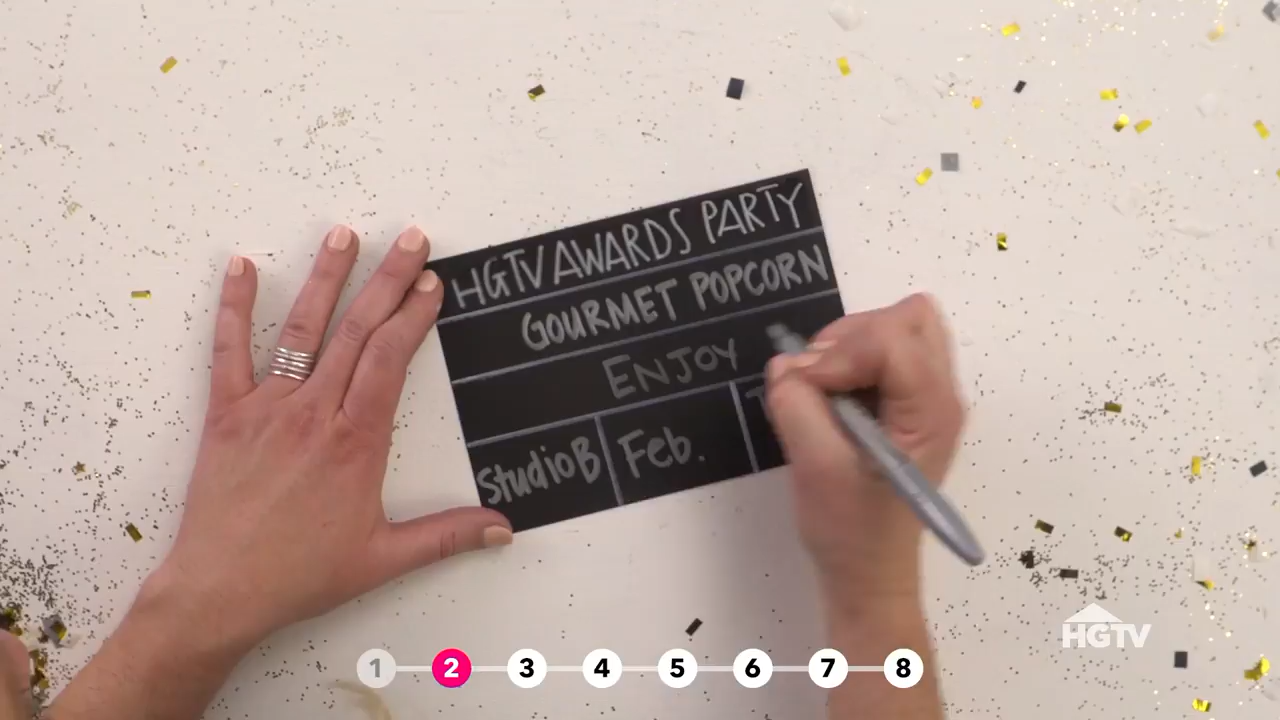 HGTV AWARDS PARTY
GOURMET POPCORN
ENJOY
StudioB Feb.
HGTV
1 2 3 4 5 6 7 8